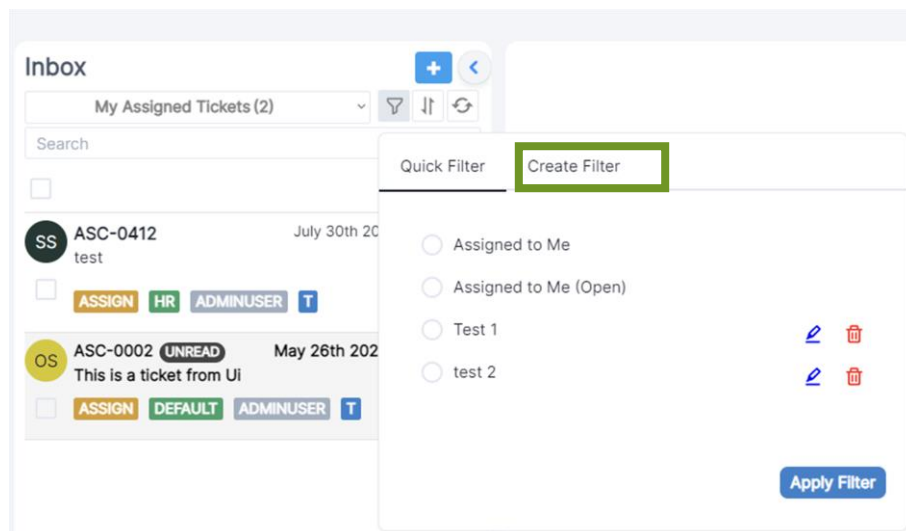 Inbox
+
My Assigned Tickets (2)
Search
Quick Filter
Create Filter
SS
ASC-0412
July 30th 20
test
ASSIGN HR ADMINUSER T
OS
ASC-0002 UNREAD
May 26th 202
This is a ticket from Ui
ASSIGN DEFAULT ADMINUSER T
Assigned to Me
Assigned to Me (Open)
Test 1
test 2
Apply Filter